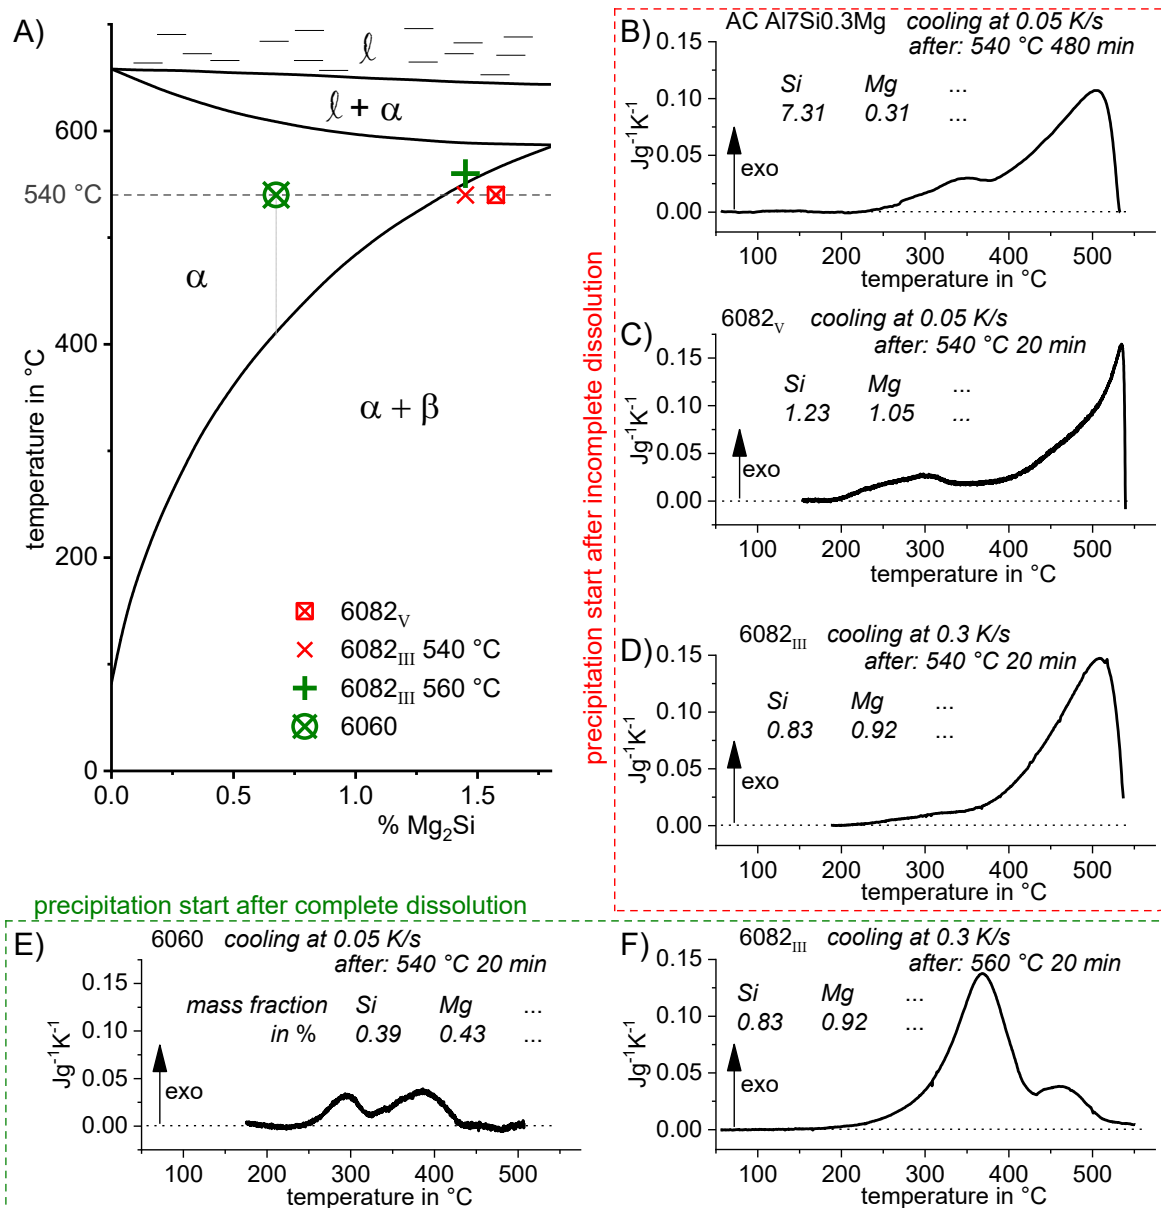 A)
ℓ
ℓ + α
600
540 °C
α
400
α + β
temperature in °C
200
6082V
6082III 540 °C
6082III 560 °C
6060
0
0.0 0.5 1.0 1.5
% Mg2Si
precipitation start after incomplete dissolution
B) AC Al7Si0.3Mg cooling at 0.05 K/s
after: 540 °C 480 min
0.15
Si Mg ...
7.31 0.31 ...
0.10
0.05
exo
0.00
Jg-1K-1
100 200 300 400 500
temperature in °C
C) 6082V cooling at 0.05 K/s
after: 540 °C 20 min
0.15
Si Mg ...
1.23 1.05 ...
0.10
0.05
exo
0.00
Jg-1K-1
100 200 300 400 500
temperature in °C
D) 6082III cooling at 0.3 K/s
after: 540 °C 20 min
0.15
Si Mg ...
0.83 0.92 ...
0.10
0.05
exo
0.00
Jg-1K-1
100 200 300 400 500
temperature in °C
precipitation start after complete dissolution
E) 6060 cooling at 0.05 K/s
after: 540 °C 20 min
0.15
mass fraction Si Mg ...
in % 0.39 0.43 ...
0.10
0.05
exo
0.00
Jg-1K-1
100 200 300 400 500
temperature in °C
F) 6082III cooling at 0.3 K/s
after: 560 °C 20 min
0.15
Si Mg ...
0.83 0.92 ...
0.10
0.05
exo
0.00
Jg-1K-1
100 200 300 400 500
temperature in °C